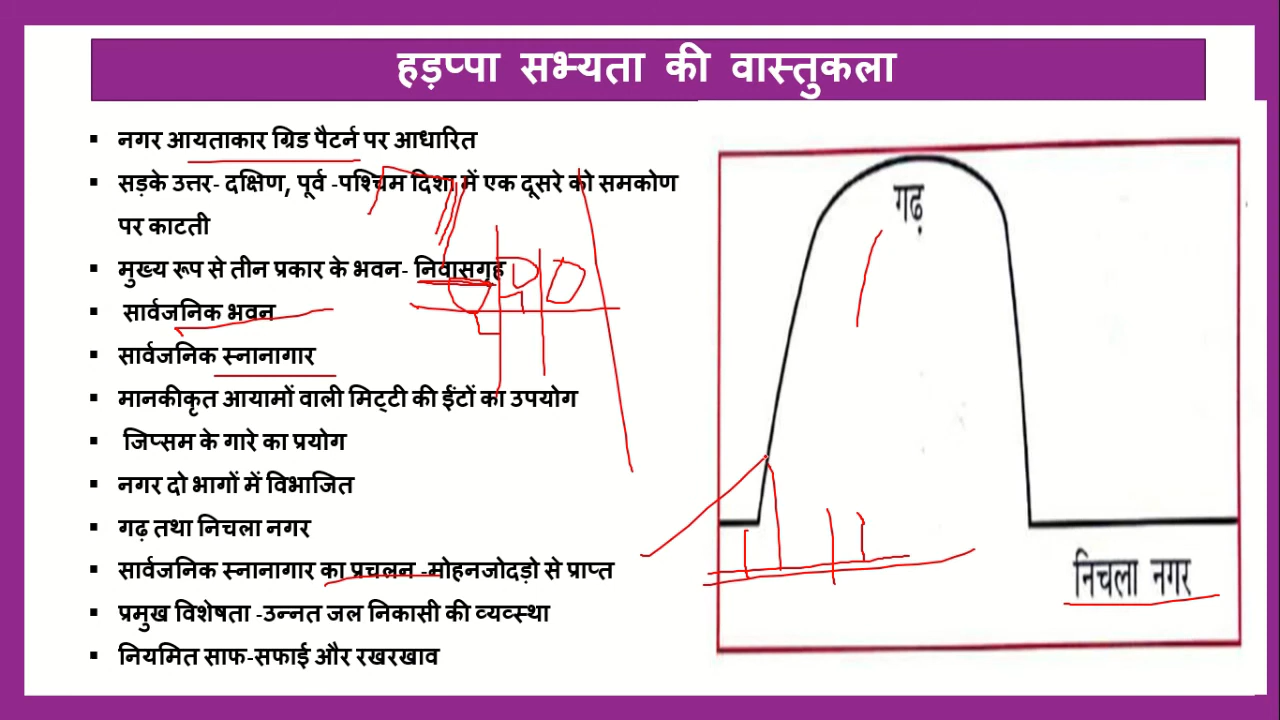 हड़प्पा सभ्यता की वास्तुकला
▪ नगर आयताकार ग्रिड पैटर्न पर आधारित
▪ सड़के उत्तर- दक्षिण, पूर्व -पश्चिम दिशा में एक दूसरे को समकोण
पर काटती
▪ मुख्य रूप से तीन प्रकार के भवन- निवासगृह
▪ सार्वजनिक भवन
▪ सार्वजनिक स्नानागार
▪ मानकीकृत आयामों वाली मिट्टी की ईंटों का उपयोग
▪ जिप्सम के गारे का प्रयोग
▪ नगर दो भागों में विभाजित
▪ गढ़ तथा निचला नगर
▪ सार्वजनिक स्नानागार का प्रचलन -मोहनजोदड़ो से प्राप्त
▪ प्रमुख विशेषता -उन्नत जल निकासी की व्यव्स्था
▪ नियमित साफ-सफाई और रखरखाव
गढ़
निचला नगर